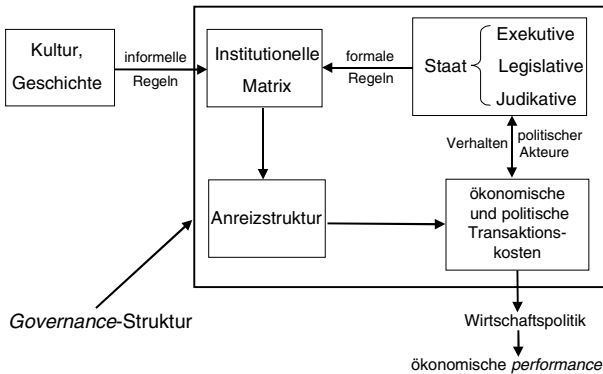 Kultur,
Geschichte
informelle
Regeln
Institutionelle
Matrix
formale
Regeln
Staat
Exekutive
Legislative
Judikative
Verhalten
politischer
Akteure
Anreizstruktur
ökonomische
und politische
Transaktions-
kosten
Governance-Struktur
Wirtschaftspolitik
ökonomische performance